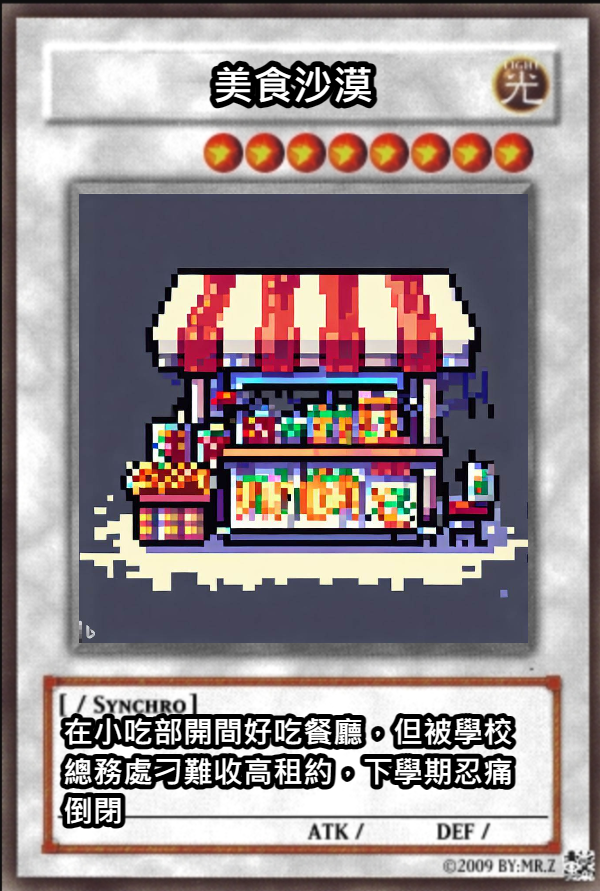 美食沙漠
LIGHT
光
[ / SYNCHRO]
在小吃部開間好吃餐廳，但被學校
總務處刁難收高租約，下學期忍痛
倒閉
ATK /
DEF /
©2009 BY:MR.Z
b